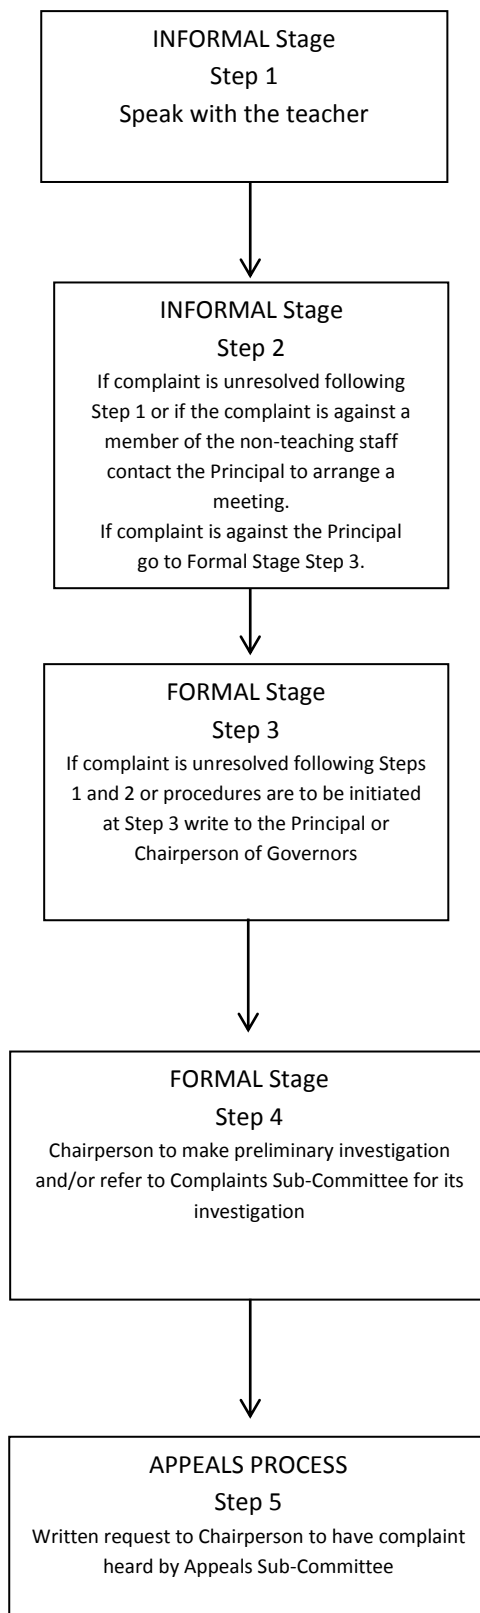 INFORMAL Stage
Step 1
Speak with the teacher
INFORMAL Stage
Step 2
If complaint is unresolved following
Step 1 or if the complaint is against a
member of the non-teaching staff
contact the Principal to arrange a
meeting.
If complaint is against the Principal
go to Formal Stage Step 3.
FORMAL Stage
Step 3
If complaint is unresolved following Steps
1 and 2 or procedures are to be initiated
at Step 3 write to the Principal or
Chairperson of Governors
FORMAL Stage
Step 4
Chairperson to make preliminary investigation
and/or refer to Complaints Sub-Committee for its
investigation
APPEALS PROCESS
Step 5
Written request to Chairperson to have complaint
heard by Appeals Sub-Committee